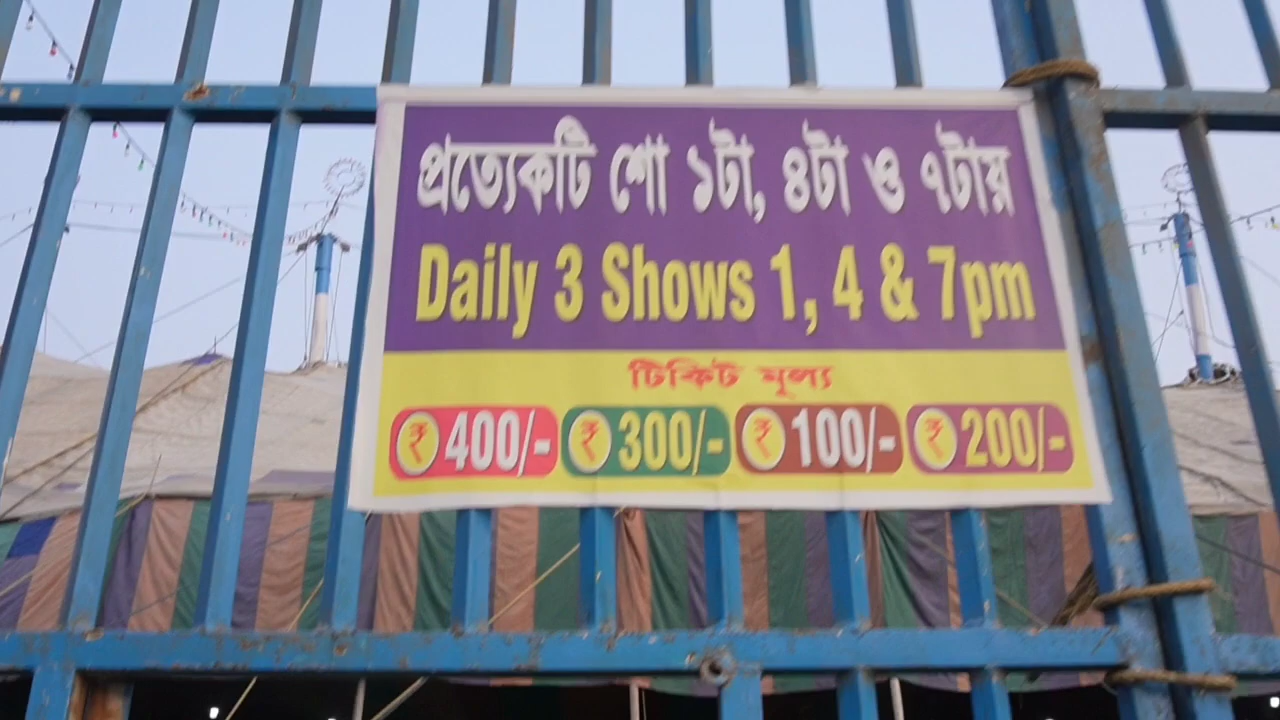 প্রত্যেকটি শো ১টা, ৪টা ও ৭টায়
Daily 3 Shows 1, 4 & 7pm
টিকিট মূল্য
₹ 400/- ₹ 300/- ₹ 100/- ₹ 200/-